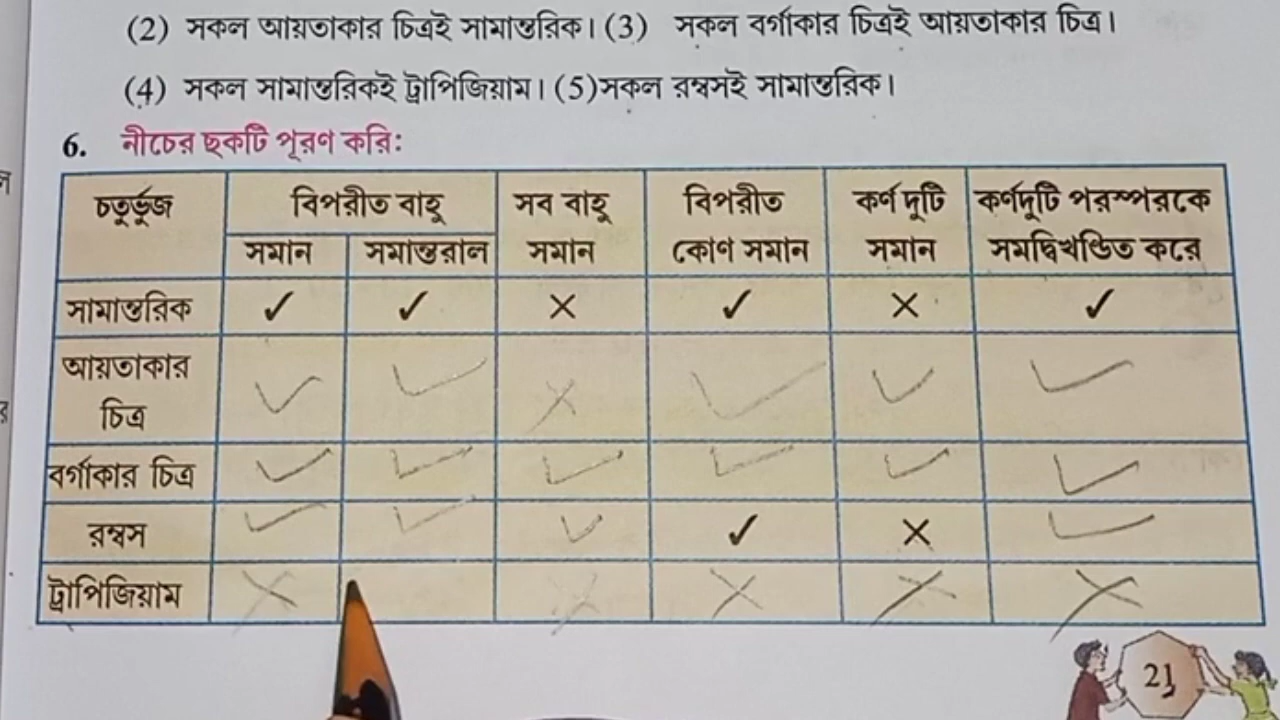 (2) সকল আয়তাকার চিত্রই সামান্তরিক। (3) সকল বর্গাকার চিত্রই আয়তাকার চিত্র।
(4) সকল সামান্তরিকই ট্রাপিজিয়াম। (5)সকল রম্বসই সামান্তরিক।
6. নীচের ছকটি পূরণ করি:
চতুর্ভুজ বিপরীত বাহু সব বাহু বিপরীত কর্ণ দুটি কর্ণদুটি পরস্পরকে
সমান সমান্তরাল সমান কোণ সমান সমান সমদ্বিখণ্ডিত করে
সামান্তরিক ✓ ✓ × ✓ × ✓
আয়তাকার
চিত্র ✓ ✓ × ✓ ✓ ✓
বর্গাকার চিত্র ✓ ✓ ✓ ✓ ✓ ✓
রম্বস ✓ ✓ ✓ ✓ × ✓
ট্রাপিজিয়াম × × × × ×